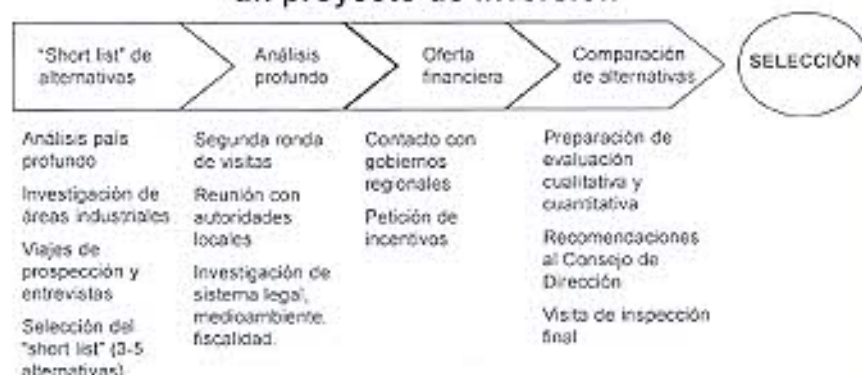 un proyecto de inversión
"Short list" de
alternativas
Análisis
profundo
Oferta
financiera
Comparación
de alternativas
SELECCIÓN
Análisis país
profundo
Investigación de
áreas industriales
Viajes de
prospección y
entrevistas
Selección del
"short list" (3-5
alternativas)
Segunda ronda
de visitas
Reunión con
autoridades
locales
Investigación de
sistema legal,
medioambiente,
fiscalidad.
Contacto con
gobiernos
regionales
Petición de
incentivos
Preparación de
evaluación
cualitativa y
cuantitativa
Recomendaciones
al Consejo de
Dirección
Visita de inspección
final